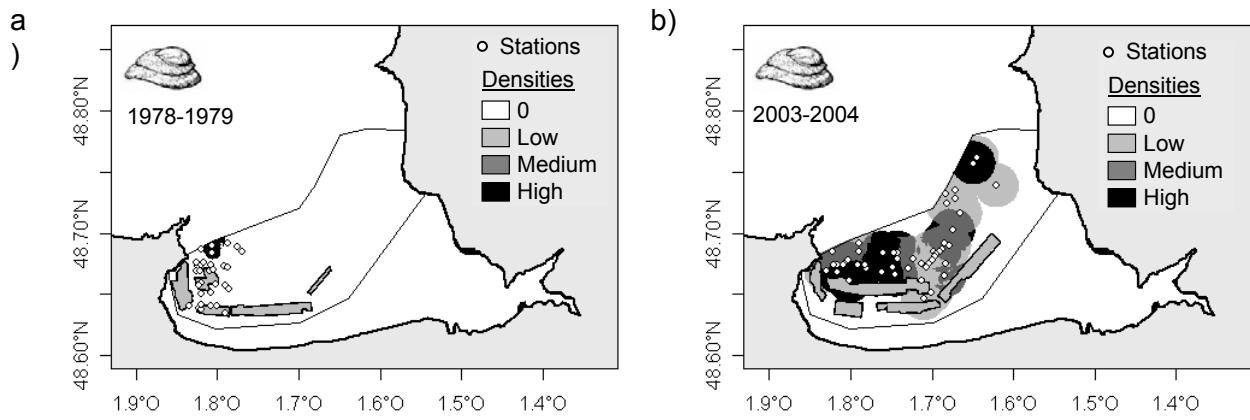 a
)
1978-1979
Stations
Densities
0
Low
Medium
High
48.80°N
48.70°N
48.60°N
1.9°O 1.8°O 1.7°O 1.6°O 1.5°O 1.4°O
b)
2003-2004
Stations
Densities
0
Low
Medium
High
48.80°N
48.70°N
48.60°N
1.9°O 1.8°O 1.7°O 1.6°O 1.5°O 1.4°O